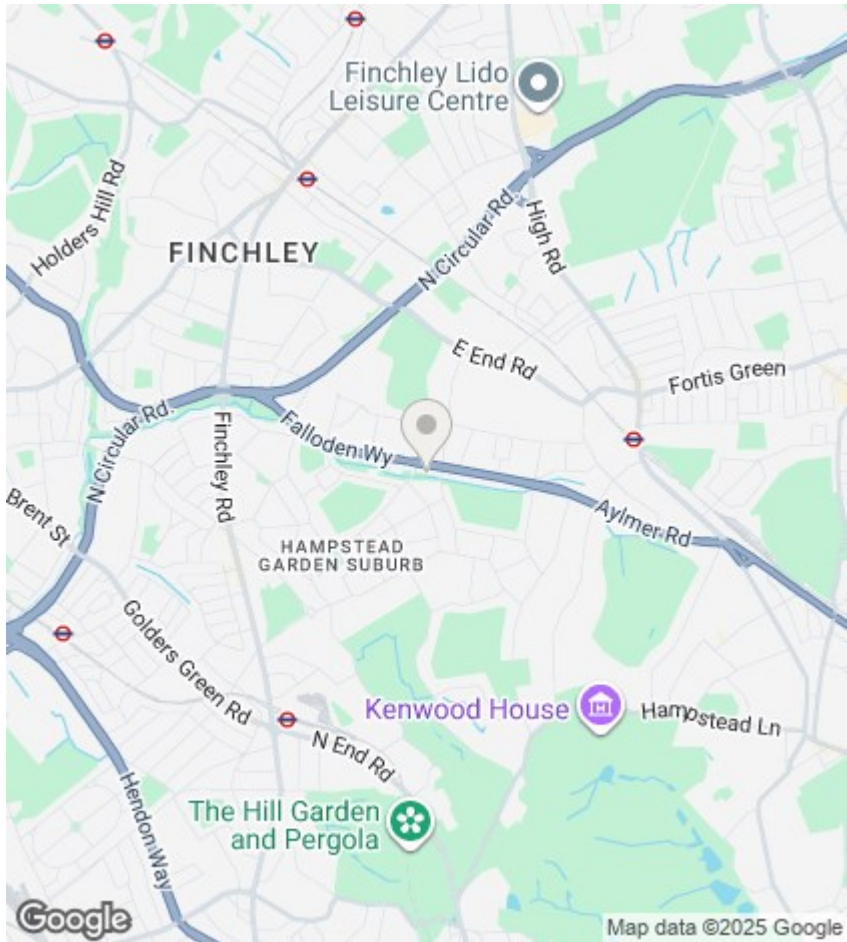 Finchley Lido
Leisure Centre
Holders Hill Rd
FINCHLEY
N Circular Rd.
High Rd
E End Rd
Fortis Green
N Circular Rd.
Finchley Rd
Falloden Wy
Brent St
Aylmer Rd
HAMPSTEAD
GARDEN SUBURB
Golders Green Rd
Kenwood House
Hampstead Ln
N End Rd
Hendon Way
The Hill Garden
and Pergola
Google
Map data ©2025 Google